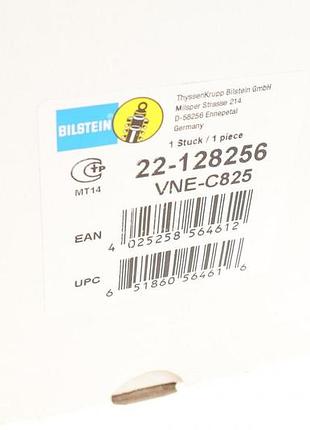 BILSTEIN
ThyssenKrupp Bilstein GmbH
Milsper Strasse 214
D-58256 Ennepetal
Germany
1 Stuck / 1 piece
22-128256
VNE-C825
MT14
EAN
4 025258 564612
UPC
6 51860 56461 6